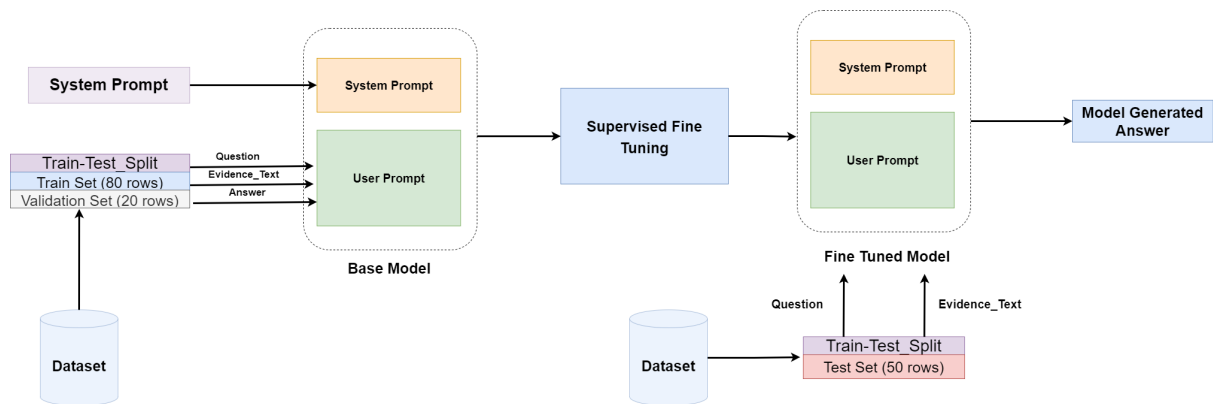 System Prompt
Train-Test_Split
Train Set (80 rows)
Validation Set (20 rows)
Dataset
Question
Evidence_Text
Answer
System Prompt
User Prompt
Base Model
Supervised Fine
Tuning
System Prompt
User Prompt
Fine Tuned Model
Question
Evidence_Text
Dataset
Train-Test_Split
Test Set (50 rows)
Model Generated
Answer